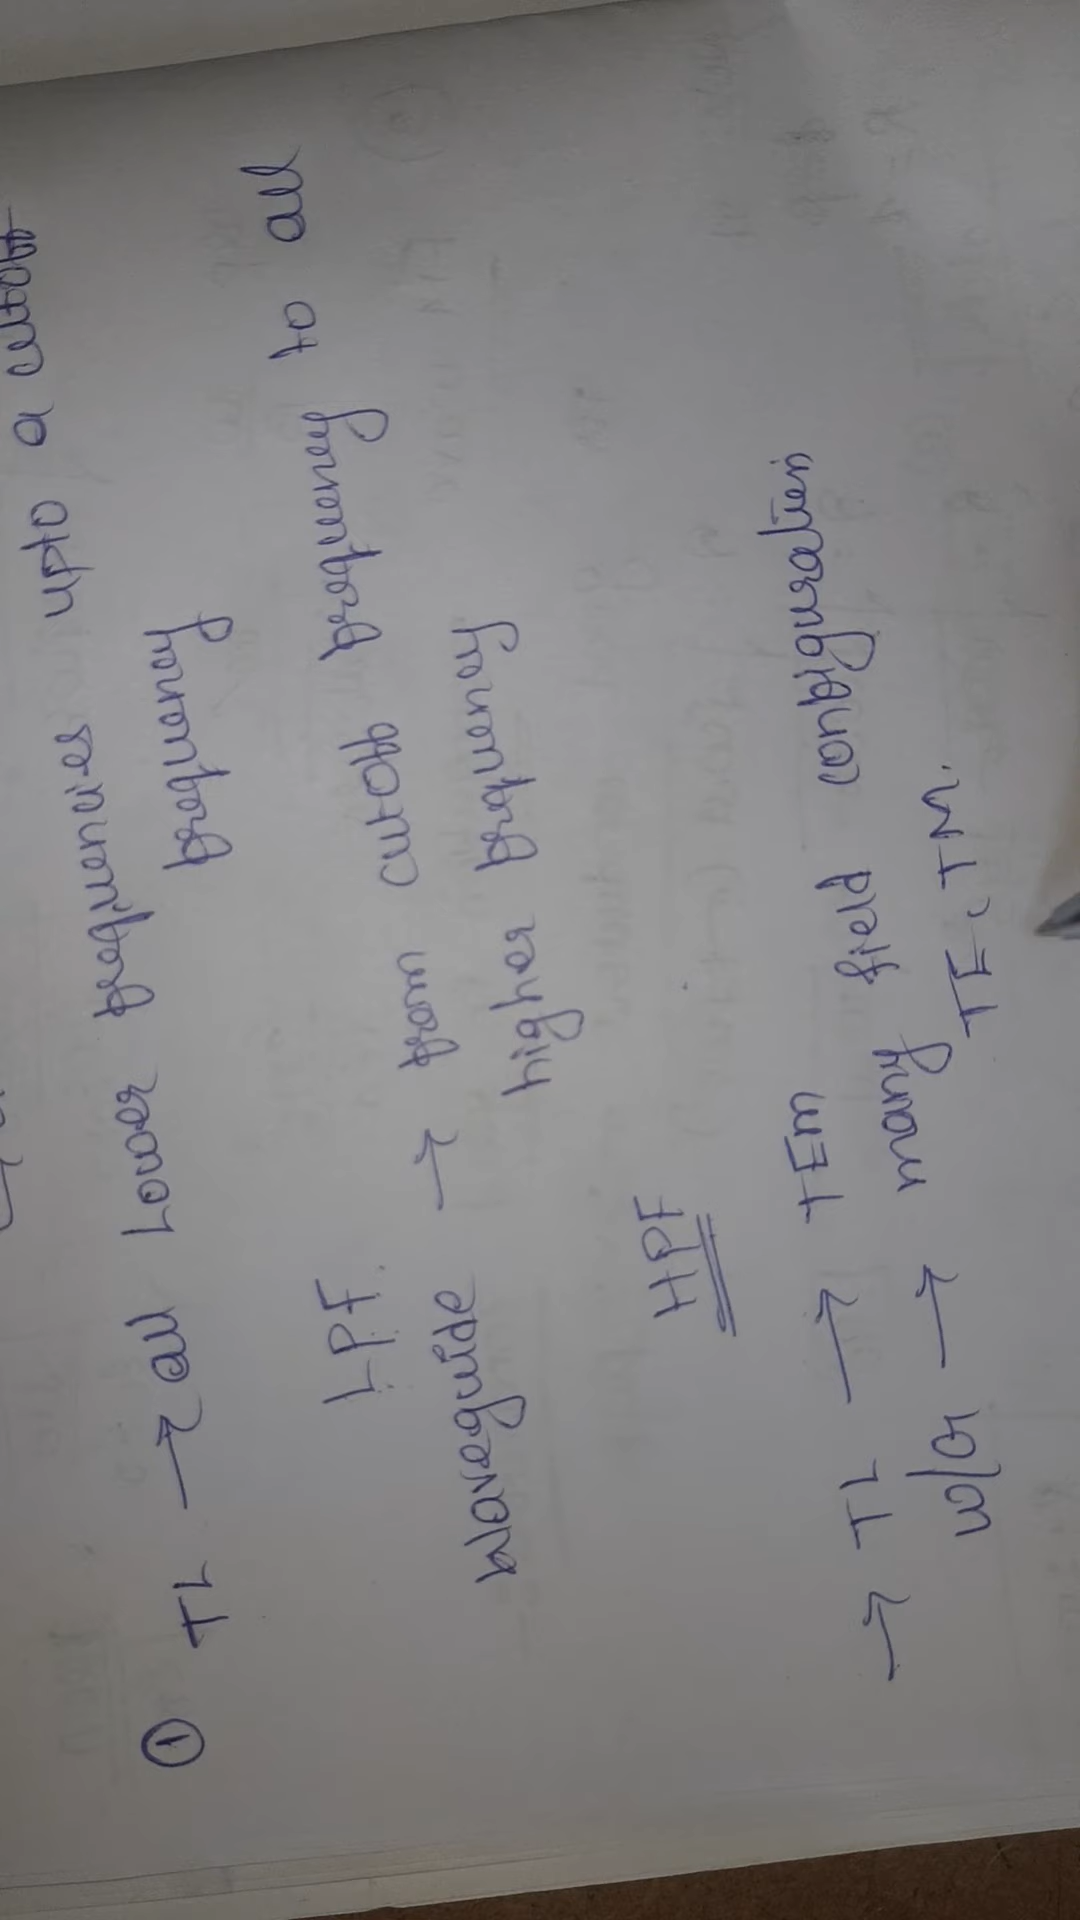 ① TL → all Lower frequencies upto a cutoff
frequency
LPF.
Waveguide → from cutoff frequency to all
higher frequency
HPF
→ TL → TEM
W/G → many field configuration
TE, TM.